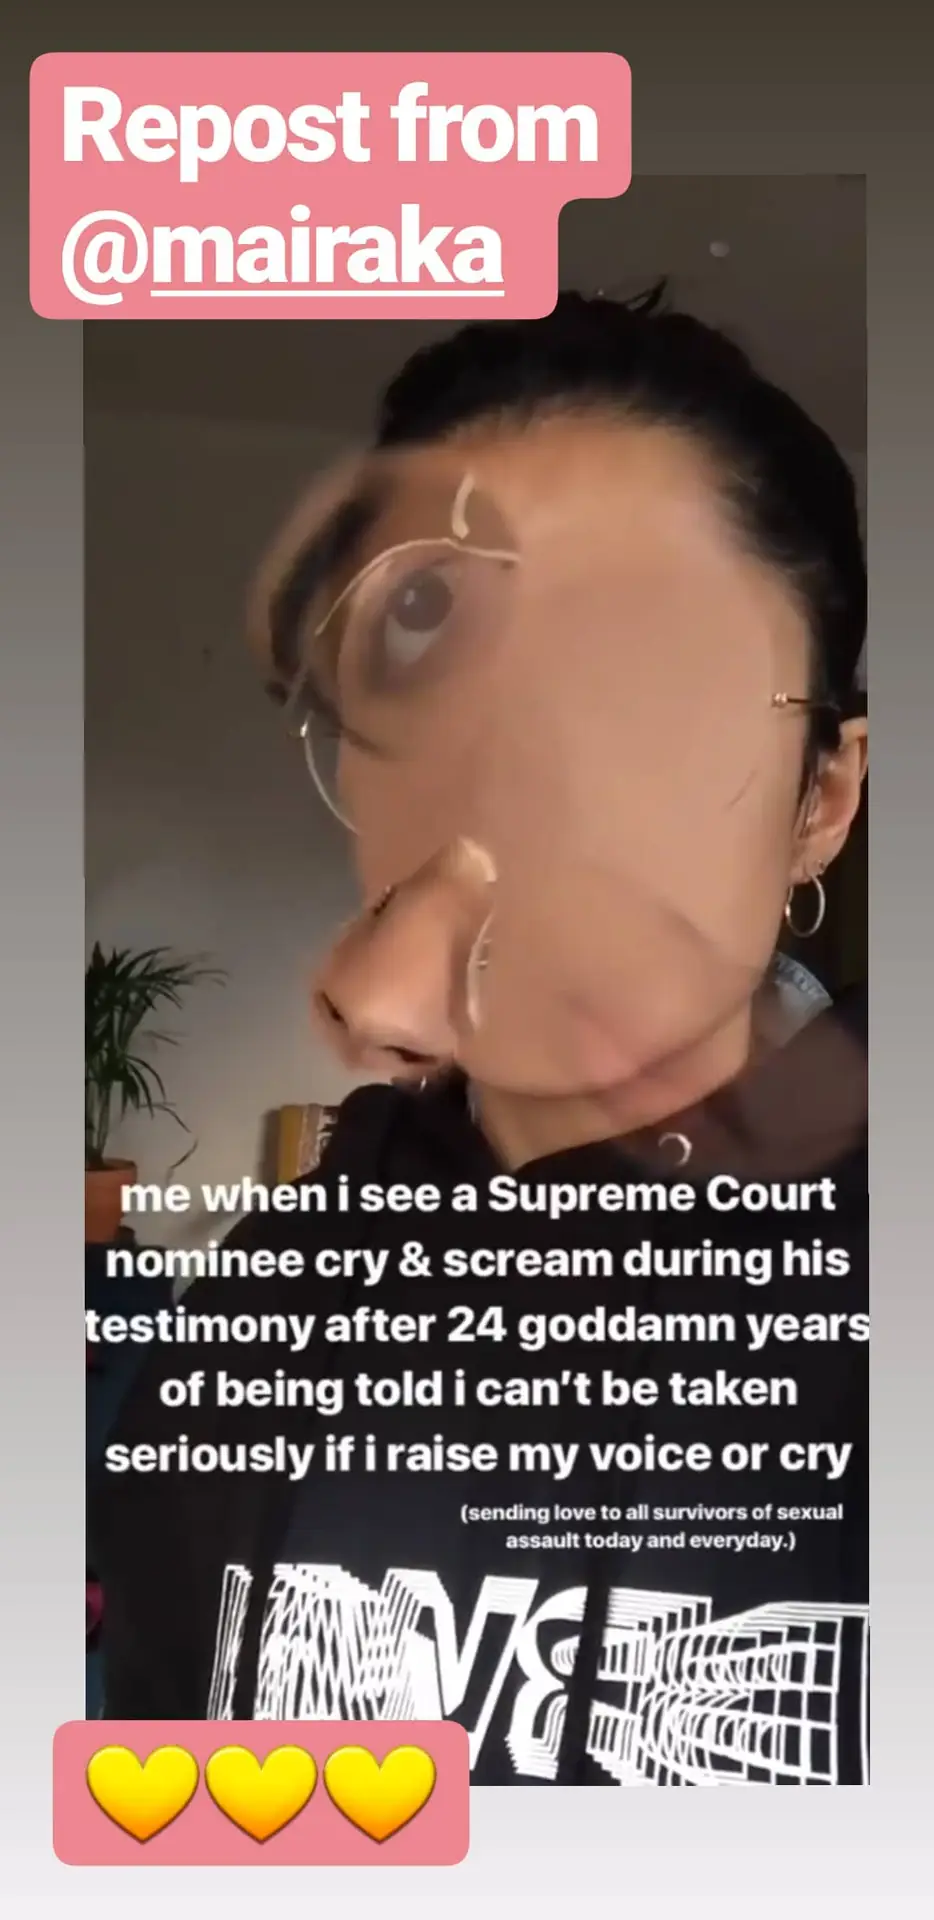 Repost from
@mairaka
me when i see a Supreme Court
nominee cry & scream during his
testimony after 24 goddamn years
of being told i can't be taken
seriously if i raise my voice or cry
(sending love to all survivors of sexual
assault today and everyday.)